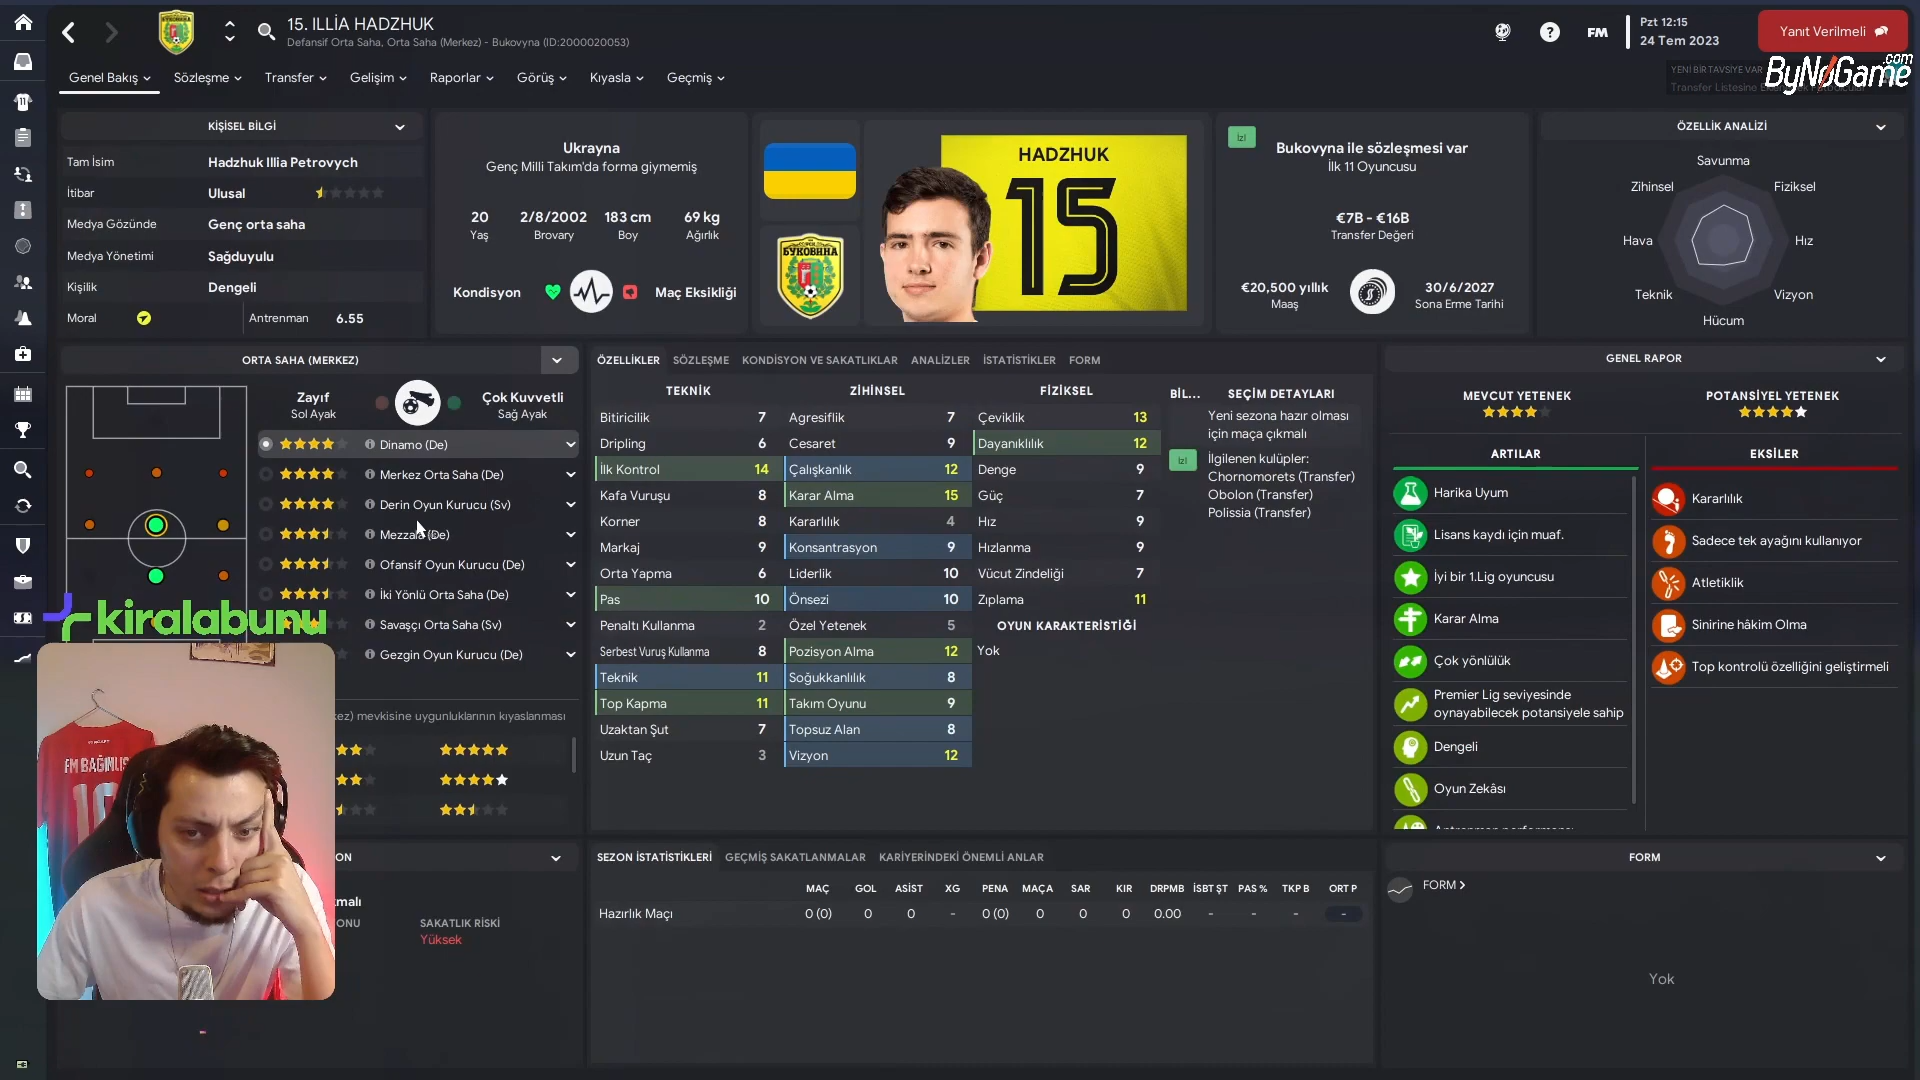 15. ILLİA HADZHUK
Defansif Orta Saha, Orta Saha (Merkez) - Bukovyna (ID:2000020053)
FM
Pzt 12:15
24 Tem 2023
Yanıt Verilmeli
YENİ BİR TAVSİYE VAR
ByNoGame
.com
Genel Bakış
Sözleşme
Transfer
Gelişim
Raporlar
Görüş
Kıyasla
Geçmiş
KİŞİSEL BİLGİ
Tam İsim Hadzhuk Illia Petrovych
İtibar Ulusal
Medya Gözünde Genç orta saha
Medya Yönetimi Sağduyulu
Kişilik Dengeli
Moral
Antrenman 6.55
Ukrayna
Genç Milli Takım'da forma giymemiş
20 2/8/2002 183 cm 69 kg
Yaş Brovary Boy Ağırlık
Kondisyon Maç Eksikliği
БУКОВИНА
HADZHUK
15
İzl
Bukovyna ile sözleşmesi var
İlk 11 Oyuncusu
€7B - €16B
Transfer Değeri
€20,500 yıllık
Maaş
30/6/2027
Sona Erme Tarihi
ÖZELLİK ANALİZİ
Savunma
Zihinsel Fiziksel
Hava Hız
Teknik Vizyon
Hücum
ORTA SAHA (MERKEZ)
Zayıf
Sol Ayak
Çok Kuvvetli
Sağ Ayak
Dinamo (De)
Merkez Orta Saha (De)
Derin Oyun Kurucu (Sv)
Mezzala (De)
Ofansif Oyun Kurucu (De)
İki Yönlü Orta Saha (De)
Savaşçı Orta Saha (Sv)
Gezgin Oyun Kurucu (De)
kiralabunu
mevkisine uygunluklarının kıyaslanması
FM BAĞIMLIS
SAKATLIK RİSKİ
Yüksek
ÖZELLİKLER SÖZLEŞME KONDİSYON VE SAKATLIKLAR ANALİZLER İSTATİSTİKLER FORM
TEKNİK
Bitiricilik 7
Dripling 6
İlk Kontrol 14
Kafa Vuruşu 8
Korner 8
Markaj 9
Orta Yapma 6
Pas 10
Penaltı Kullanma 2
Serbest Vuruş Kullanma 8
Teknik 11
Top Kapma 11
Uzaktan Şut 7
Uzun Taç 3
ZİHİNSEL
Agresiflik 7
Cesaret 9
Çalışkanlık 12
Karar Alma 15
Kararlılık 4
Konsantrasyon 9
Liderlik 10
Önsezi 10
Özel Yetenek 5
Pozisyon Alma 12
Soğukkanlılık 8
Takım Oyunu 9
Topsuz Alan 8
Vizyon 12
FİZİKSEL
Çeviklik 13
Dayanıklılık 12
Denge 9
Güç 7
Hız 9
Hızlanma 9
Vücut Zindeliği 7
Zıplama 11
OYUN KARAKTERİSTİĞİ
Yok
BİL...
SEÇİM DETAYLARI
Yeni sezona hazır olması
için maça çıkmalı
İzl
İlgilenen kulüpler:
Chornomorets (Transfer)
Obolon (Transfer)
Polissia (Transfer)
GENEL RAPOR
MEVCUT YETENEK
POTANSİYEL YETENEK
ARTILAR
Harika Uyum
Lisans kaydı için muaf.
İyi bir 1.Lig oyuncusu
Karar Alma
Çok yönlülük
Premier Lig seviyesinde
oynayabilecek potansiyele sahip
Dengeli
Oyun Zekâsı
EKSİLER
Kararlılık
Sadece tek ayağını kullanıyor
Atletiklik
Sinirine hâkim Olma
Top kontrolü özelliğini geliştirmeli
SEZON İSTATİSTİKLERİ GEÇMİŞ SAKATLANMALAR KARİYERİNDEKİ ÖNEMLİ ANLAR
MAÇ GOL ASİST XG PENA MAÇA SAR KIR DRPMB İSBT ŞT PAS % TKP B ORT P
Hazırlık Maçı 0 (0) 0 0 - 0 (0) 0 0 0 0.00 - - - -
FORM
FORM
Yok